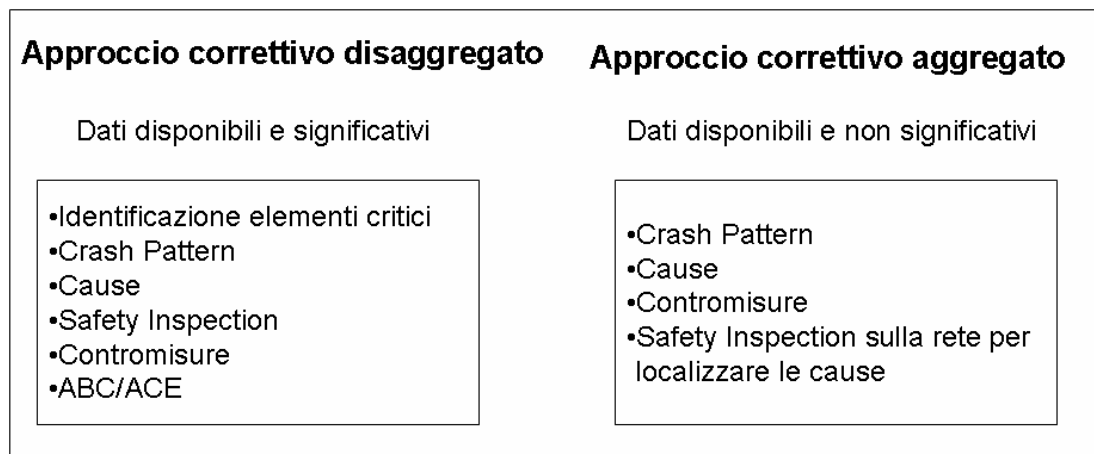 Approccio correttivo disaggregato
Dati disponibili e significativi
•Identificazione elementi critici
•Crash Pattern
•Cause
•Safety Inspection
•Contromisure
•ABC/ACE
Approccio correttivo aggregato
Dati disponibili e non significativi
•Crash Pattern
•Cause
•Contromisure
•Safety Inspection sulla rete per
localizzare le cause